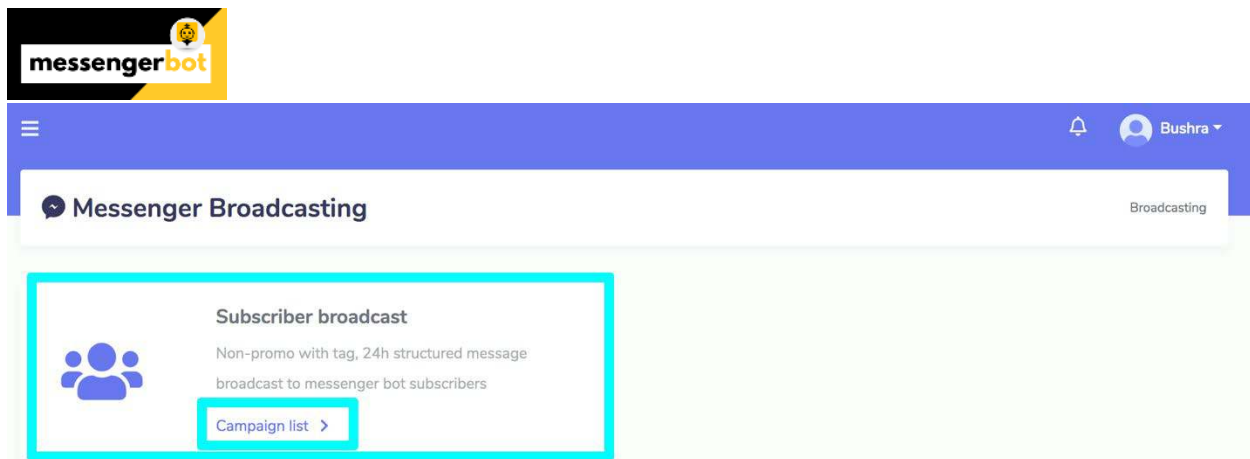 messengerbot
Bushra
Messenger Broadcasting
Broadcasting
Subscriber broadcast
Non-promo with tag, 24h structured message
broadcast to messenger bot subscribers
Campaign list